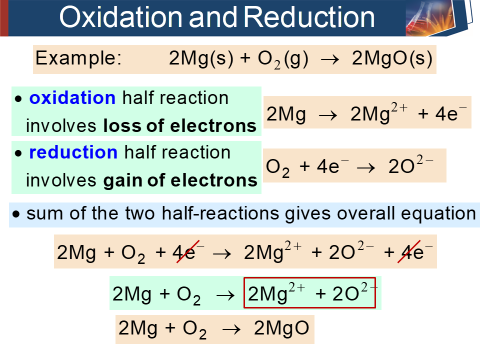 Oxidation and Reduction
Example: 2Mg(s) + O₂(g) → 2MgO(s)
• oxidation half reaction
involves loss of electrons
2Mg → 2Mg²⁺ + 4e⁻
• reduction half reaction
involves gain of electrons
O₂ + 4e⁻ → 2O²⁻
• sum of the two half-reactions gives overall equation
2Mg + O₂ + 4e⁻ → 2Mg²⁺ + 2O²⁻ + 4e⁻
2Mg + O₂ → 2Mg²⁺ + 2O²⁻
2Mg + O₂ → 2MgO